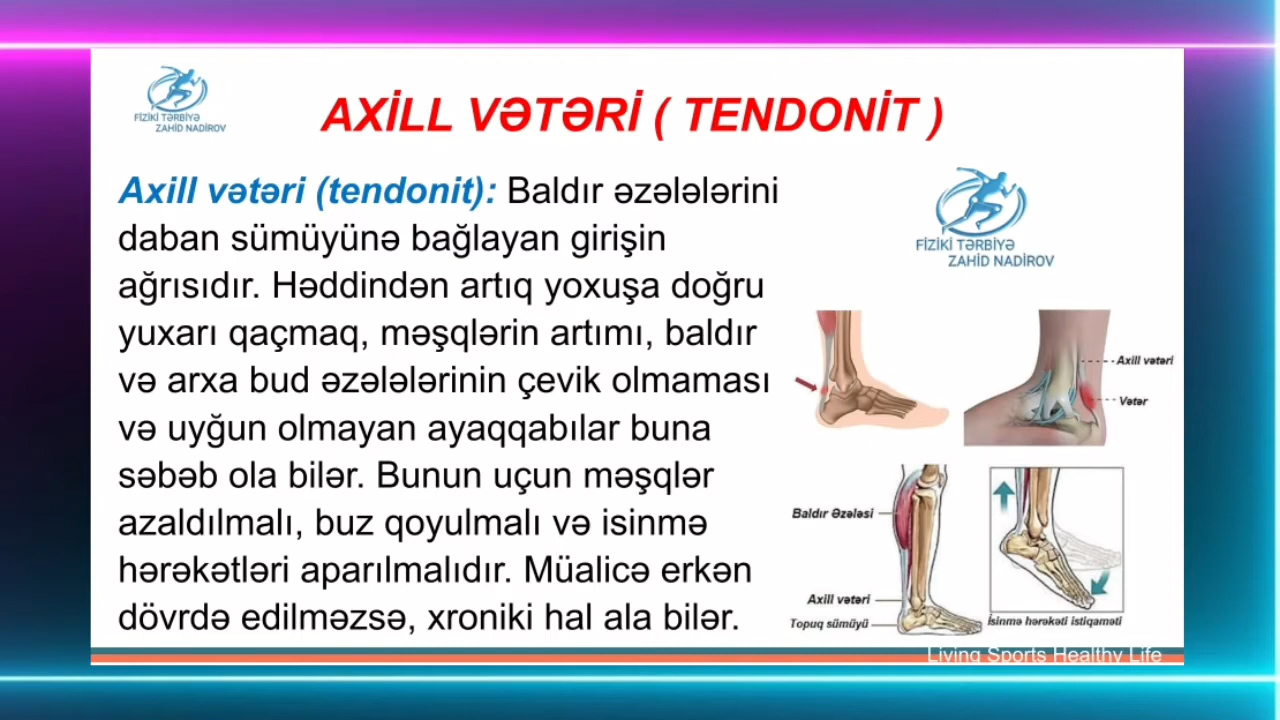 FİZİKİ TƏRBİYƏ
ZAHİD NADİROV
AXİLL VƏTƏRİ ( TENDONİT )
Axill vətəri (tendonit): Baldır əzələlərini
daban sümüyünə bağlayan girişin
ağrısıdır. Həddindən artıq yoxuşa doğru
yuxarı qaçmaq, məşqlərin artımı, baldır
və arxa bud əzələlərinin çevik olmaması
və uyğun olmayan ayaqqabılar buna
səbəb ola bilər. Bunun uçun məşqlər
azaldılmalı, buz qoyulmalı və isinmə
hərəkətləri aparılmalıdır. Müalicə erkən
dövrdə edilməzsə, xroniki hal ala bilər.
FİZİKİ TƏRBİYƏ
ZAHİD NADİROV
Axill vətəri
Vətər
Baldır Əzələsi
Axill vətəri
Topuq sümüyü
İsinmə hərəkəti istiqaməti
Living Sports Healthy Life